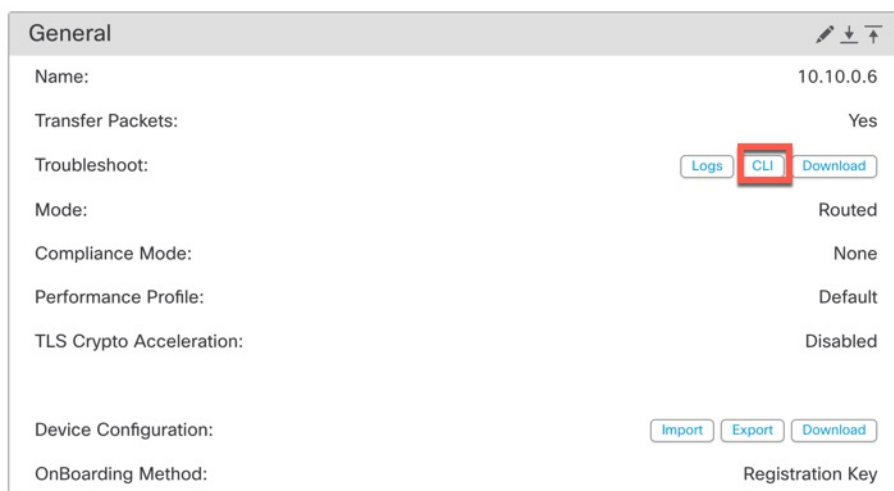 General
Name: 10.10.0.6
Transfer Packets: Yes
Troubleshoot: Logs CLI Download
Mode: Routed
Compliance Mode: None
Performance Profile: Default
TLS Crypto Acceleration: Disabled
Device Configuration: Import Export Download
OnBoarding Method: Registration Key